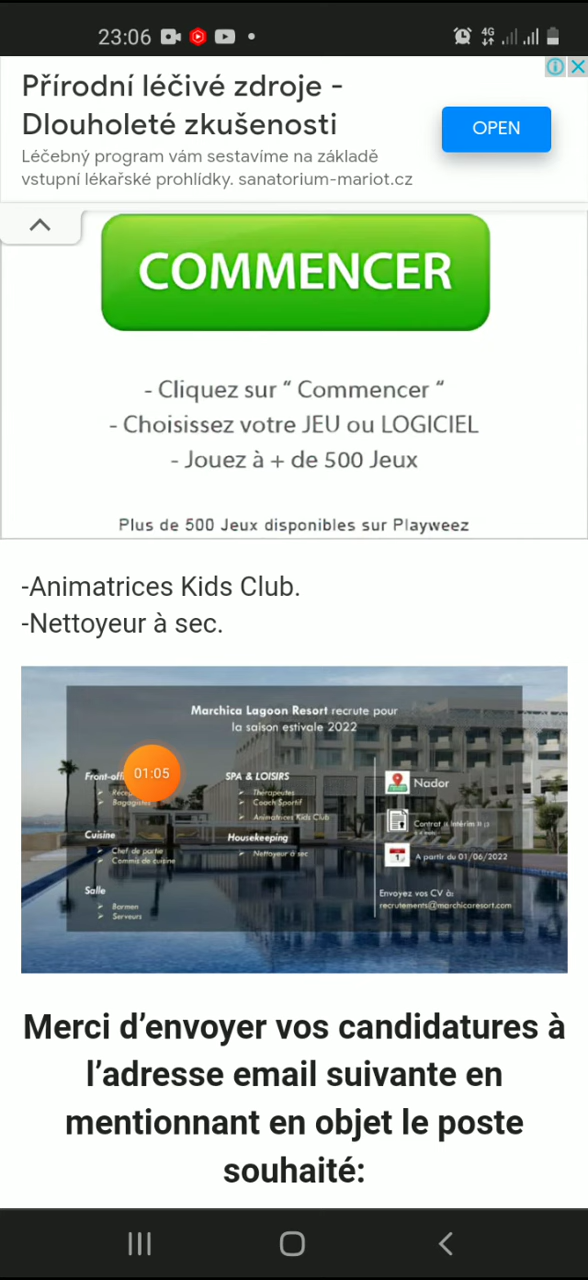 23:06
4G
Přírodní léčivé zdroje -
Dlouholeté zkušenosti
Léčebný program vám sestavíme na základě
vstupní lékařské prohlídky. sanatorium-mariot.cz
OPEN
COMMENCER
- Cliquez sur “ Commencer “
- Choisissez votre JEU ou LOGICIEL
- Jouez à + de 500 Jeux
Plus de 500 Jeux disponibles sur Playweez
-Animatrices Kids Club.
-Nettoyeur à sec.
Marchica Lagoon Resort recrute pour
la saison estivale 2022
Front-off
Bagagistes
01:05
Cuisine
Chef de partie
Commis de cuisine
Salle
Barmen
Serveurs
SPA & LOISIRS
Thérapeutes
Coach Sportif
Animatrices Kids Club
Housekeeping
Nettoyeur à sec
Nador
Contrat « Intérim »
A partir du 01/06/2022
Envoyez vos CV à:
recrutements@marchicaresort.com
Merci d’envoyer vos candidatures à
l’adresse email suivante en
mentionnant en objet le poste
souhaité: